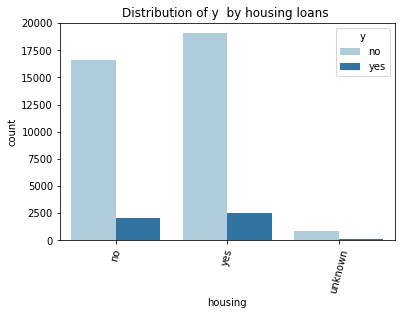 Distribution of y  by housing loans
20000
17500
15000
12500
10000
7500
5000
2500
0
count
y
no
yes
no
yes
unknown
housing